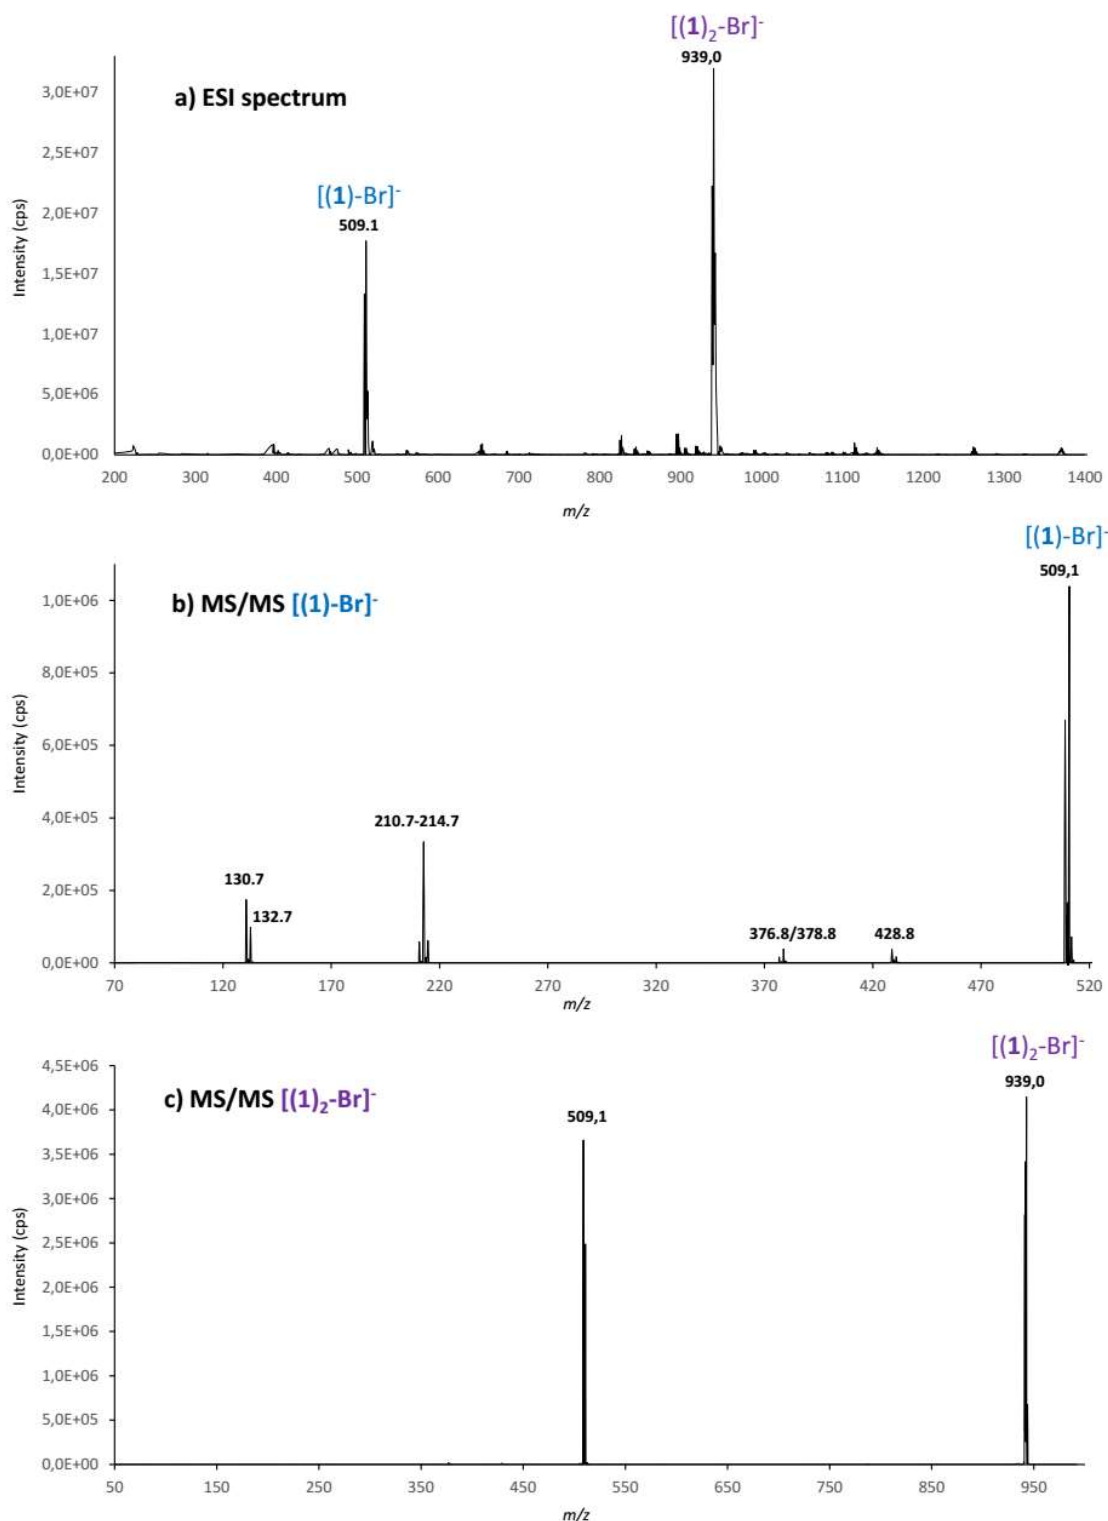 [(1)₂-Br]⁻
939,0
a) ESI spectrum
[(1)-Br]⁻
509.1
Intensity (cps)
3,0E+07
2,5E+07
2,0E+07
1,5E+07
1,0E+07
5,0E+06
0,0E+00
200 300 400 500 600 700 800 900 1000 1100 1200 1300 1400
m/z
[(1)-Br]⁻
509,1
b) MS/MS [(1)-Br]⁻
Intensity (cps)
1,0E+06
8,0E+05
6,0E+05
4,0E+05
2,0E+05
0,0E+00
210.7-214.7
130.7
132.7
376.8/378.8
428.8
70 120 170 220 270 320 370 420 470 520
m/z
[(1)₂-Br]⁻
939,0
c) MS/MS [(1)₂-Br]⁻
509,1
Intensity (cps)
4,5E+06
4,0E+06
3,5E+06
3,0E+06
2,5E+06
2,0E+06
1,5E+06
1,0E+06
5,0E+05
0,0E+00
50 150 250 350 450 550 650 750 850 950
m/z